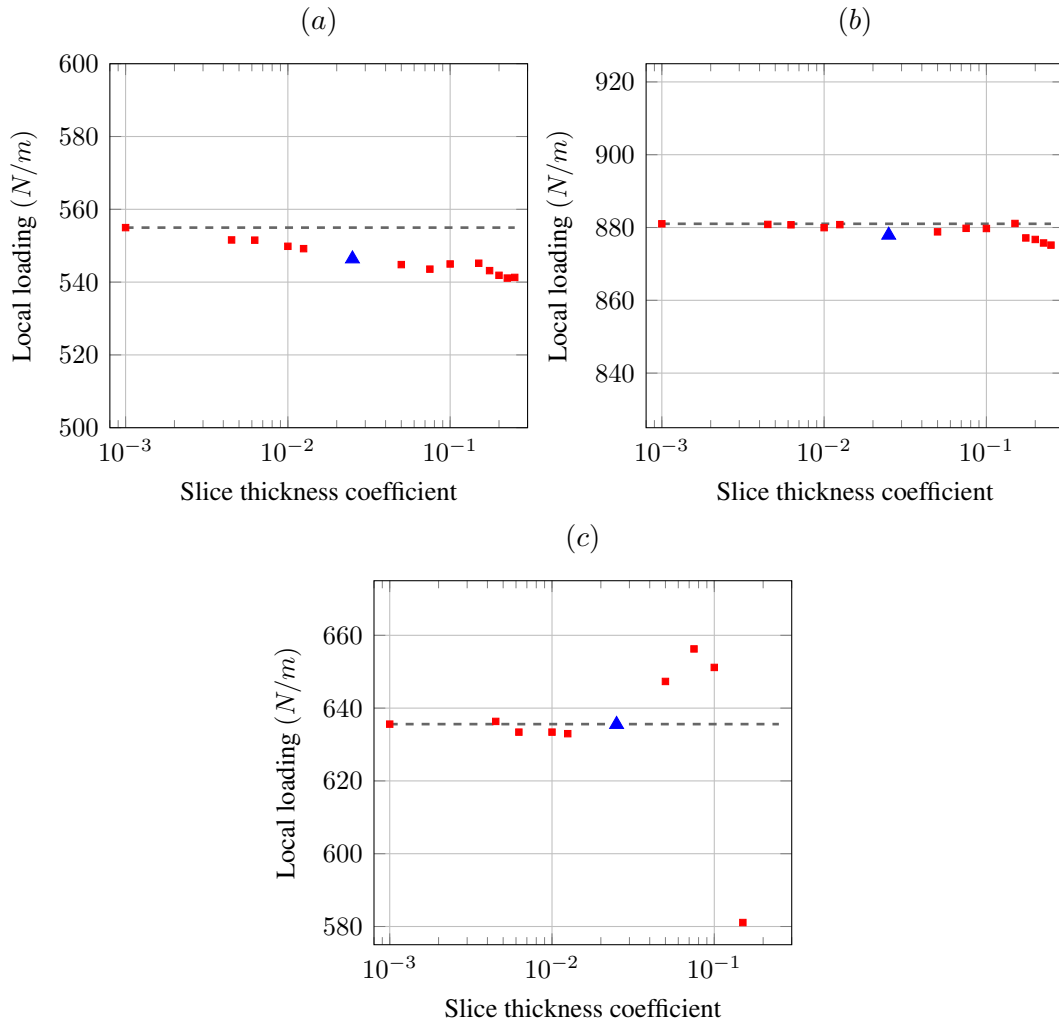 (a)
600
580
560
540
520
500
Local loading (N/m)
10⁻³ 10⁻² 10⁻¹
Slice thickness coefficient
(b)
920
900
880
860
840
Local loading (N/m)
10⁻³ 10⁻² 10⁻¹
Slice thickness coefficient
(c)
660
640
620
600
580
Local loading (N/m)
10⁻³ 10⁻² 10⁻¹
Slice thickness coefficient